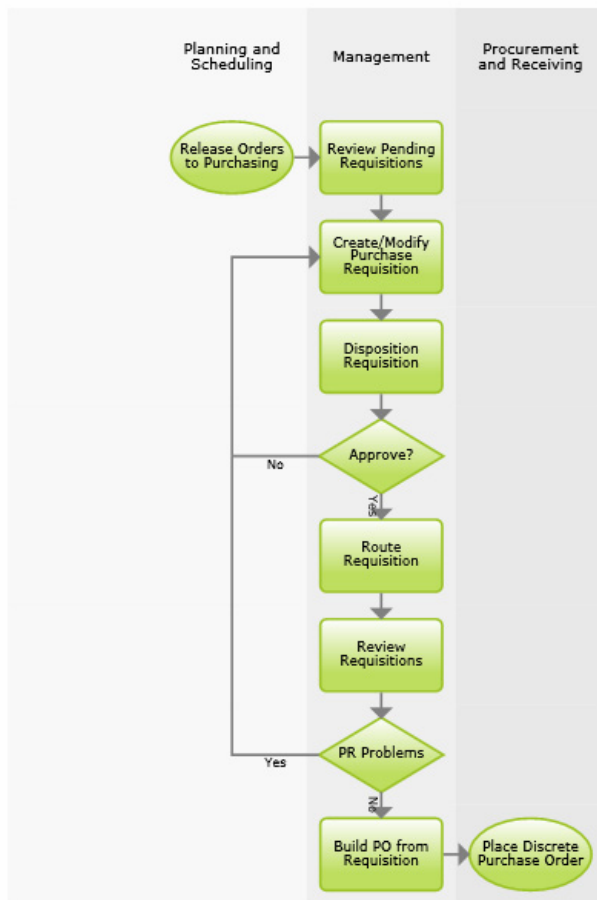 Planning and
Scheduling
Management
Procurement
and Receiving
Release Orders
to Purchasing
Review Pending
Requisitions
Create/Modify
Purchase
Requisition
Disposition
Requisition
Approve?
No
Yes
Route
Requisition
Review
Requisitions
PR Problems
Yes
No
Build PO from
Requisition
Place Discrete
Purchase Order